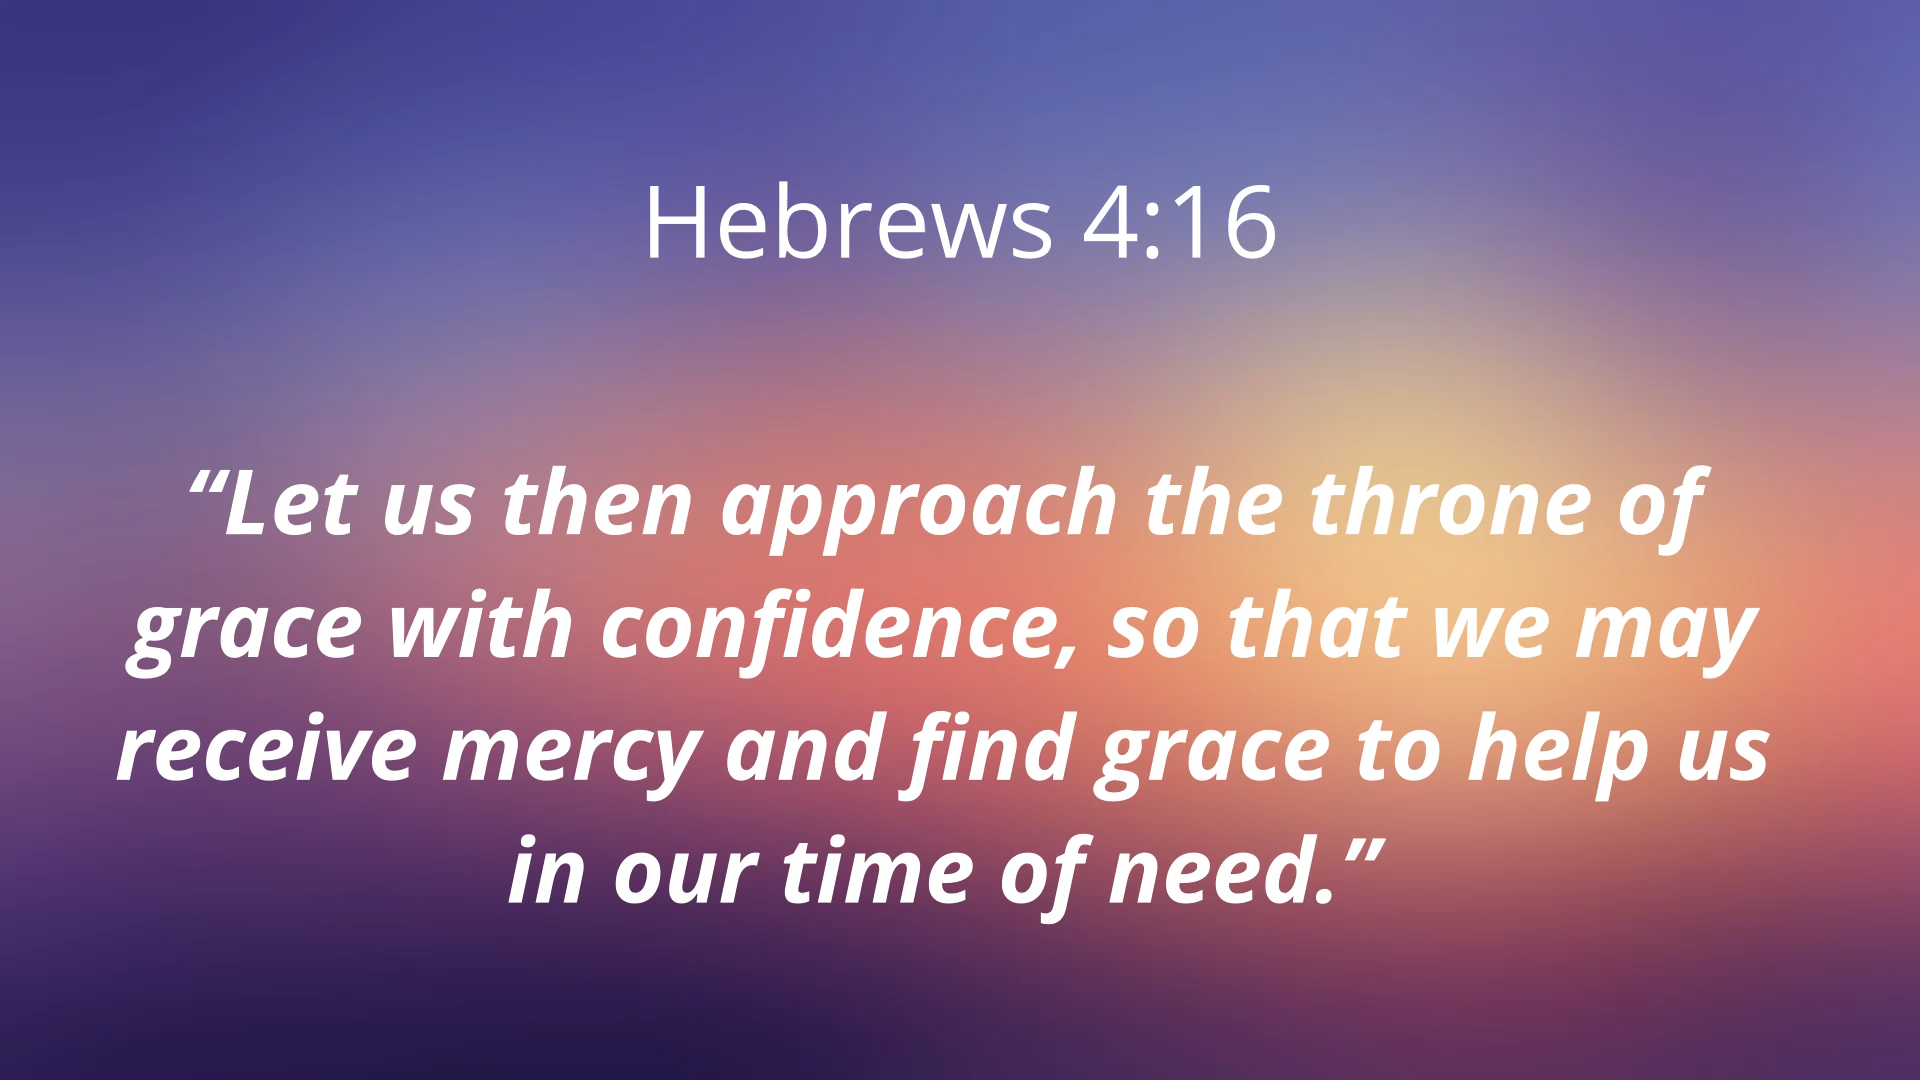 Hebrews 4:16
“Let us then approach the throne of
grace with confidence, so that we may
receive mercy and find grace to help us
in our time of need.”